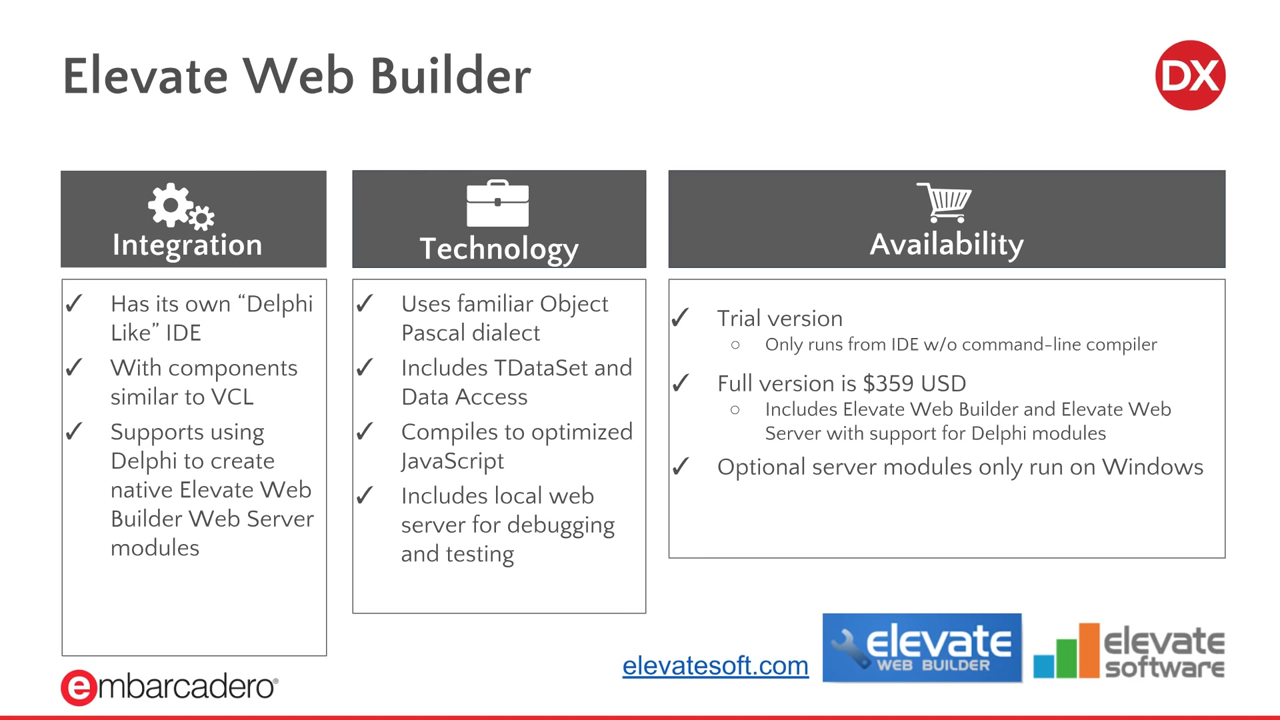 Elevate Web Builder
DX
Integration
✓ Has its own “Delphi
Like” IDE
✓ With components
similar to VCL
✓ Supports using
Delphi to create
native Elevate Web
Builder Web Server
modules
Technology
✓ Uses familiar Object
Pascal dialect
✓ Includes TDataSet and
Data Access
✓ Compiles to optimized
JavaScript
✓ Includes local web
server for debugging
and testing
Availability
✓ Trial version
○ Only runs from IDE w/o command-line compiler
✓ Full version is $359 USD
○ Includes Elevate Web Builder and Elevate Web
Server with support for Delphi modules
✓ Optional server modules only run on Windows
embarcadero®
elevatesoft.com
elevate
WEB BUILDER
elevate
software